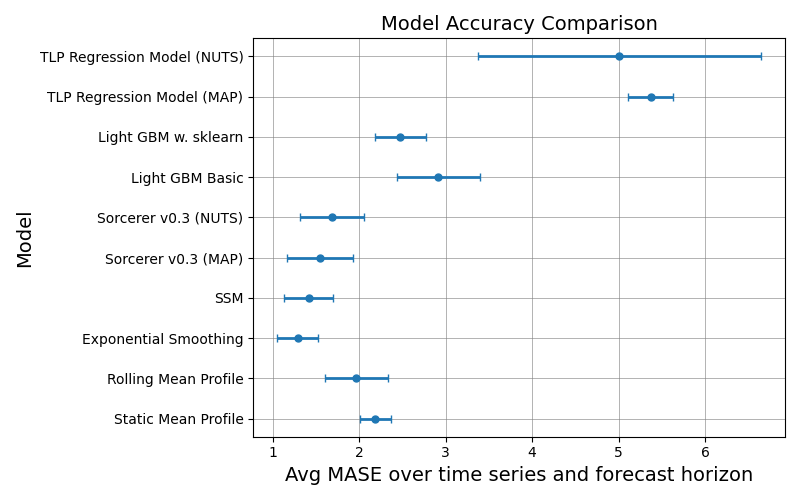 Model Accuracy Comparison
TLP Regression Model (NUTS)
TLP Regression Model (MAP)
Light GBM w. sklearn
Light GBM Basic
Sorcerer v0.3 (NUTS)
Sorcerer v0.3 (MAP)
SSM
Exponential Smoothing
Rolling Mean Profile
Static Mean Profile
Model
1 2 3 4 5 6
Avg MASE over time series and forecast horizon